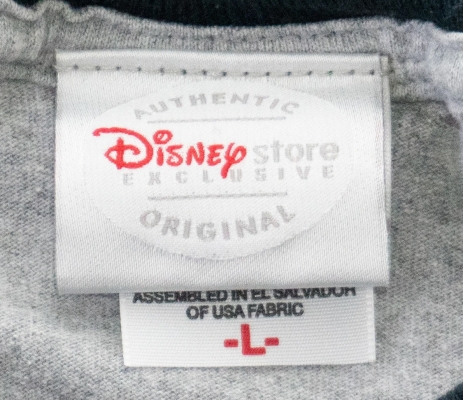 AUTHENTIC
Disney store
EXCLUSIVE
ORIGINAL
ASSEMBLED IN EL SALVADOR
OF USA FABRIC
-L-